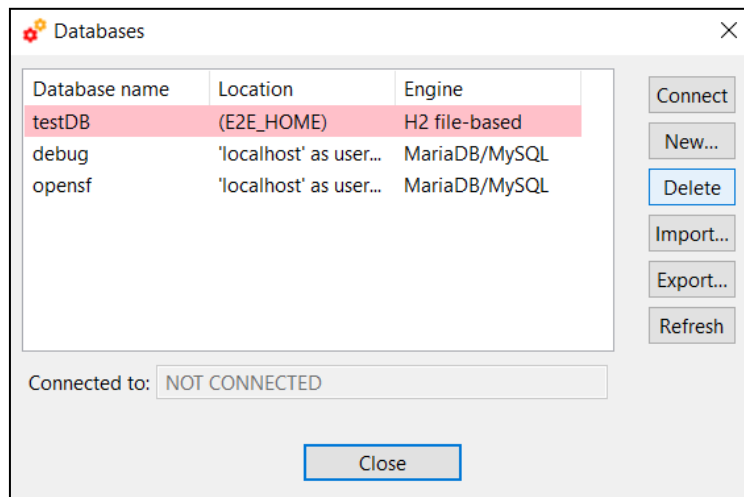 Databases
Database name Location Engine
testDB (E2E_HOME) H2 file-based
debug 'localhost' as user... MariaDB/MySQL
opensf 'localhost' as user... MariaDB/MySQL
Connect
New...
Delete
Import...
Export...
Refresh
Connected to: NOT CONNECTED
Close